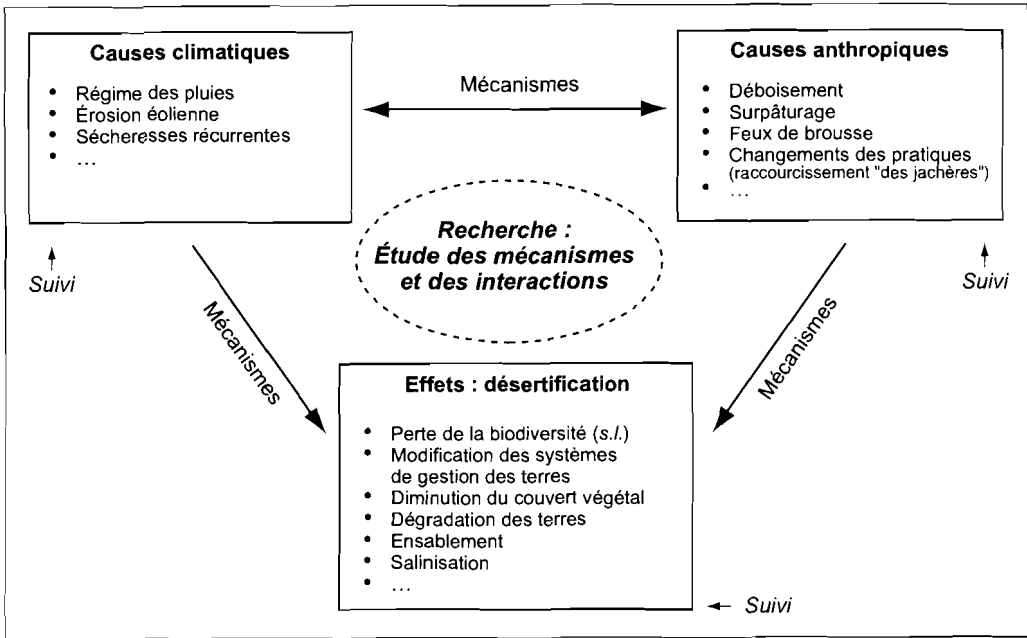 Causes climatiques
• Régime des pluies
• Érosion éolienne
• Sécheresses récurrentes
• ...
Mécanismes
Causes anthropiques
• Déboisement
• Surpâturage
• Feux de brousse
• Changements des pratiques
(raccourcissement "des jachères")
• ...
Recherche :
Étude des mécanismes
et des interactions
Suivi
Suivi
Mécanismes
Mécanismes
Effets : désertification
• Perte de la biodiversité (s.l.)
• Modification des systèmes
de gestion des terres
• Diminution du couvert végétal
• Dégradation des terres
• Ensablement
• Salinisation
• ...
Suivi